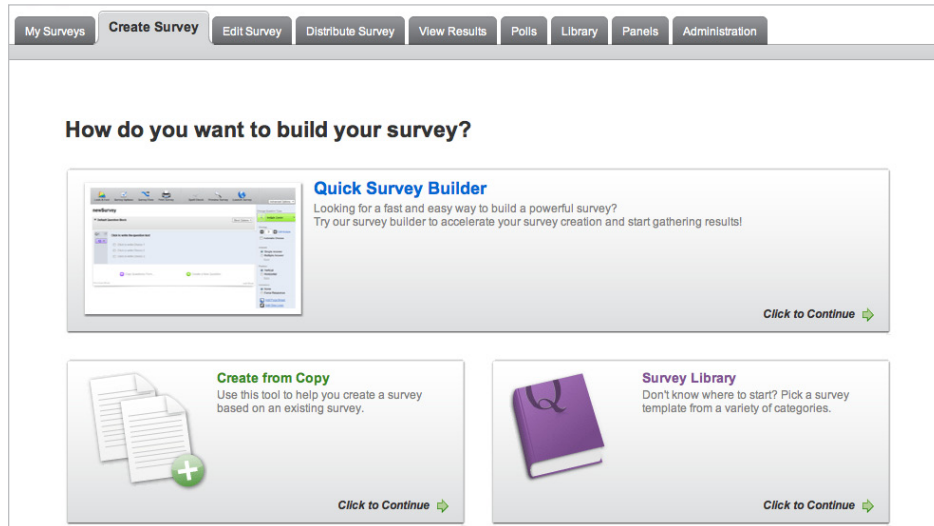 My Surveys Create Survey Edit Survey Distribute Survey View Results Polls Library Panels Administration
How do you want to build your survey?
Quick Survey Builder
Looking for a fast and easy way to build a powerful survey?
Try our survey builder to accelerate your survey creation and start gathering results!
newSurvey
Click to Continue
Create from Copy
Use this tool to help you create a survey
based on an existing survey.
Click to Continue
Survey Library
Don't know where to start? Pick a survey
template from a variety of categories.
Q
Click to Continue